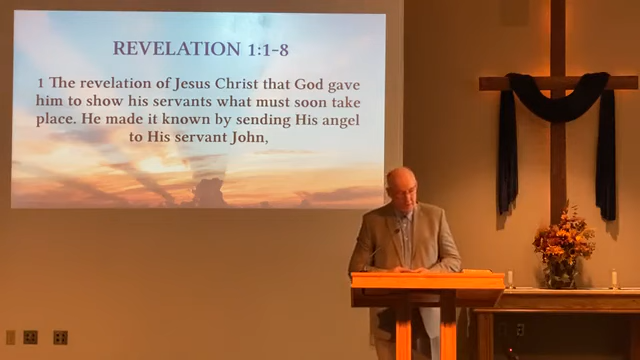 REVELATION 1:1-8
1 The revelation of Jesus Christ that God gave
him to show his servants what must soon take
place. He made it known by sending His angel
to His servant John,